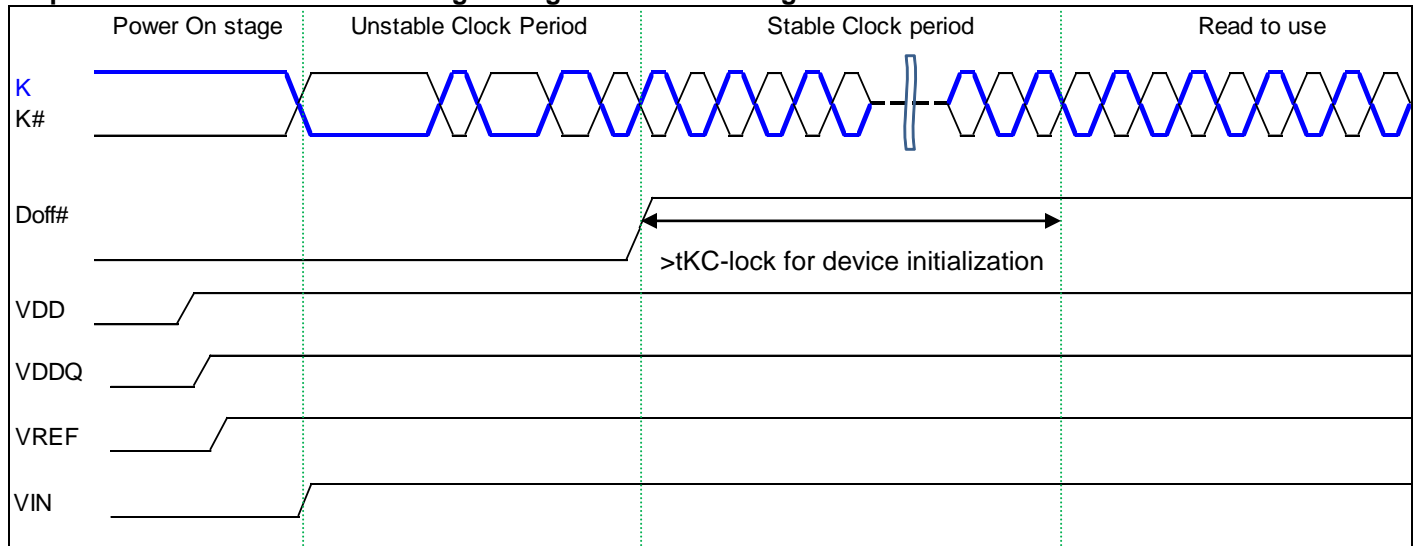 Power On stage
Unstable Clock Period
Stable Clock period
Read to use
K
K#
Doff#
>tKC-lock for device initialization
VDD
VDDQ
VREF
VIN